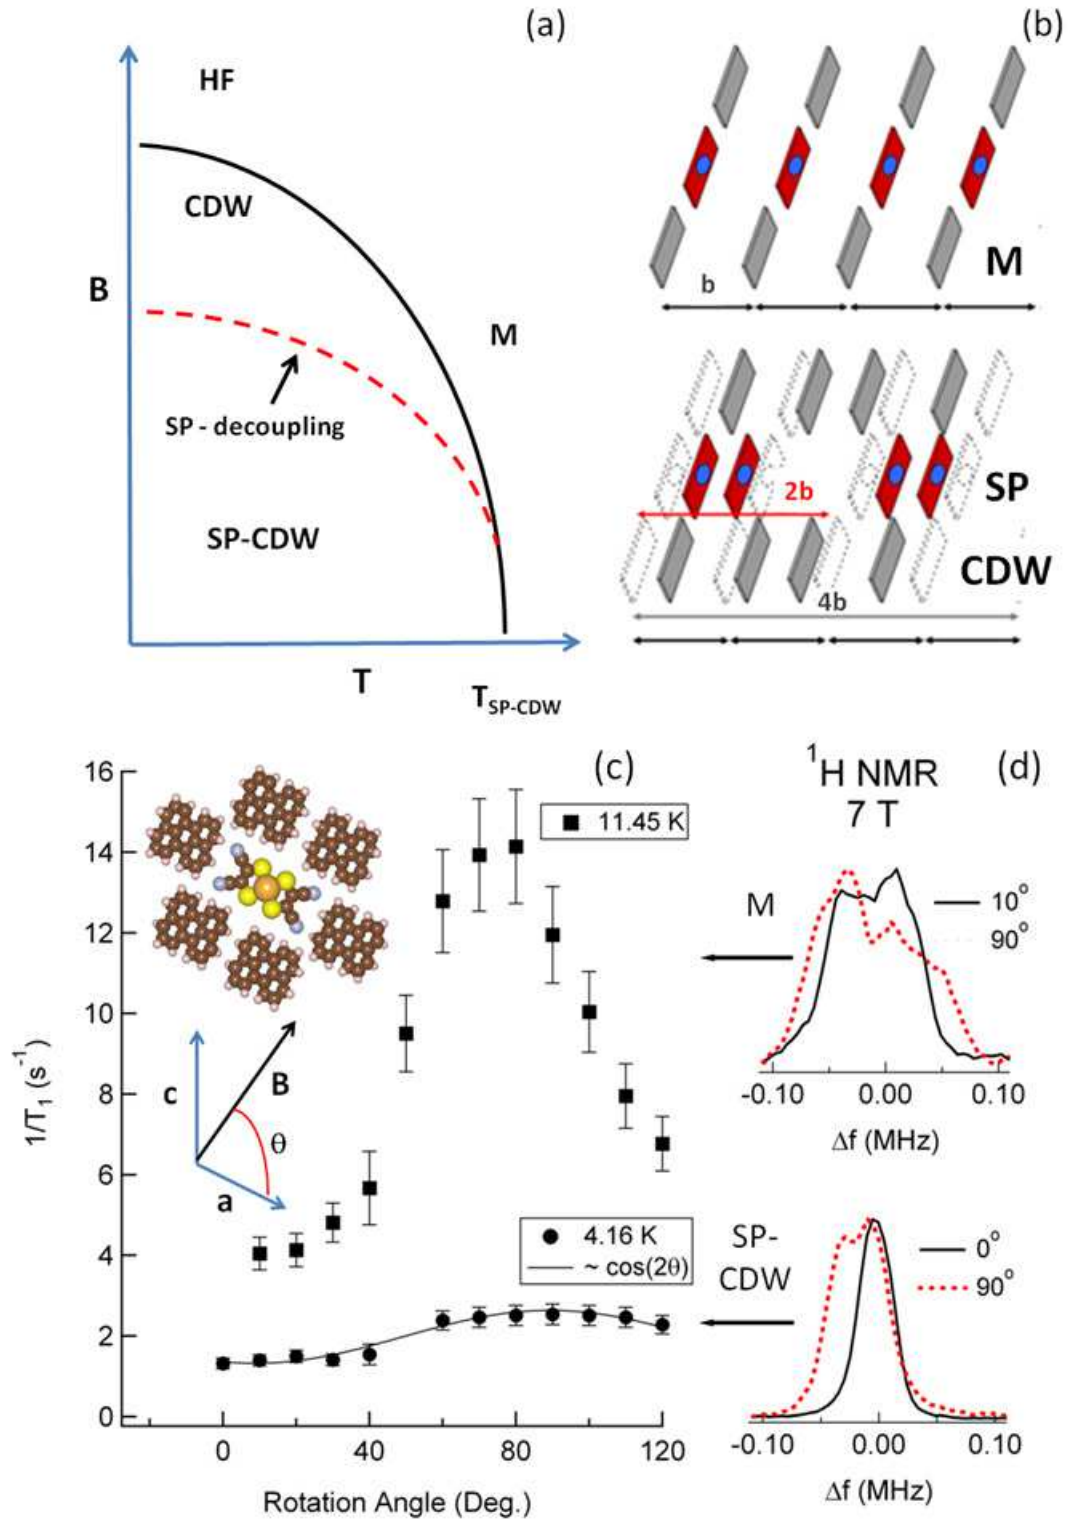 (a)
HF
CDW
B
M
SP - decoupling
SP-CDW
T
T_SP-CDW
(b)
M
b
SP
2b
CDW
4b
(c)
16
14
12
10
8
6
4
2
0
1/T₁ (s⁻¹)
11.45 K
c
B
θ
a
4.16 K
~ cos(2θ)
0
40
80
120
Rotation Angle (Deg.)
¹H NMR
7 T
(d)
M
10°
90°
-0.10
0.00
0.10
Δf (MHz)
SP-
CDW
0°
90°
-0.10
0.00
0.10
Δf (MHz)